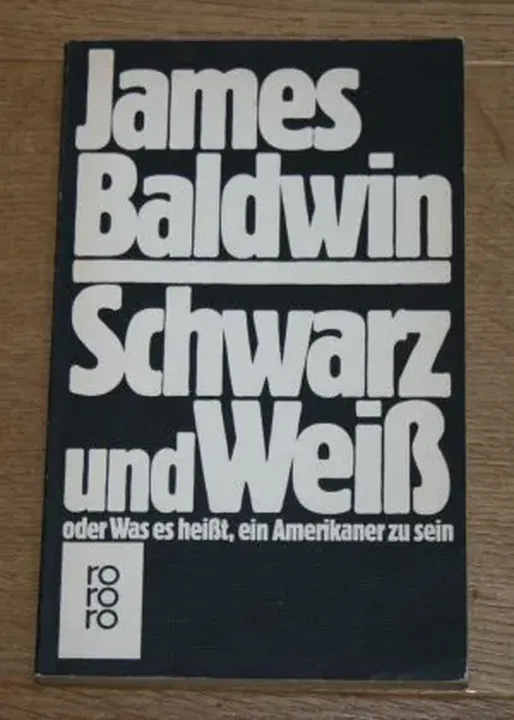 James
Baldwin
Schwarz
und Weiß
oder Was es heißt, ein Amerikaner zu sein
ro
ro
ro